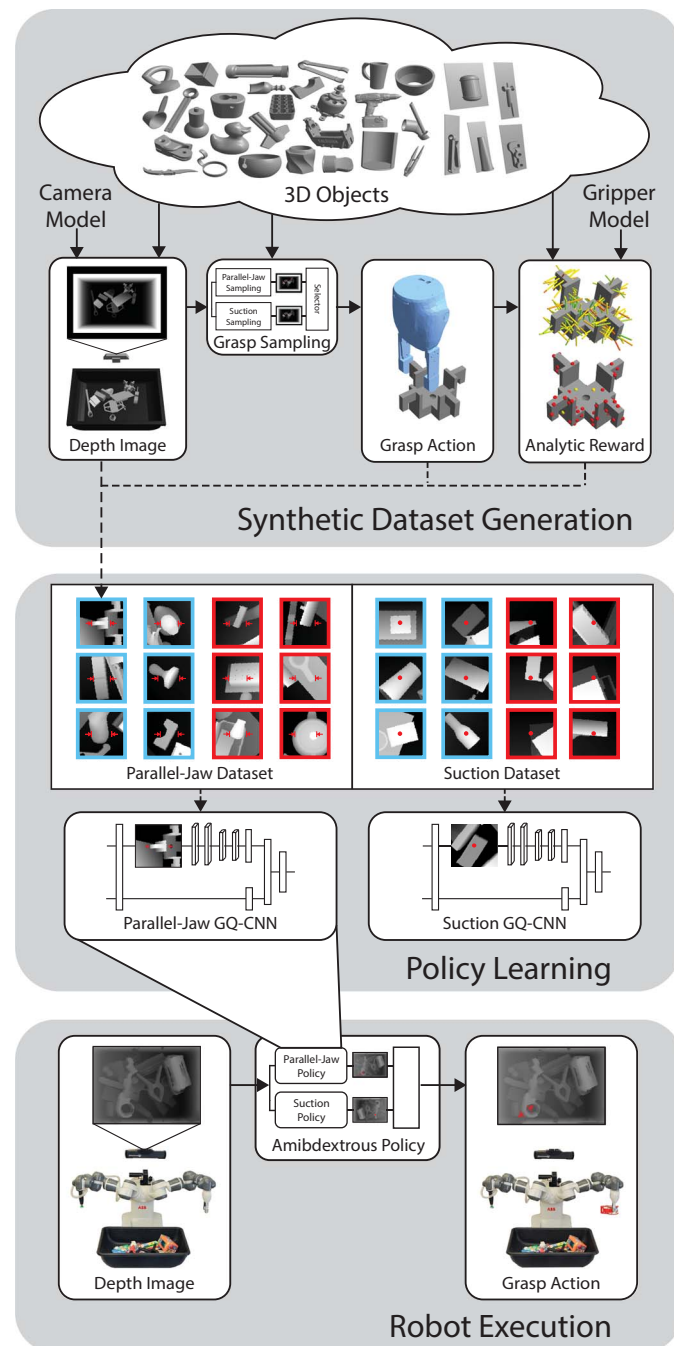 3D Objects
Camera
Model
Gripper
Model
Parallel-Jaw
Sampling
Suction
Sampling
Selector
Depth Image
Grasp Sampling
Grasp Action
Analytic Reward
Synthetic Dataset Generation
Parallel-Jaw Dataset
Suction Dataset
Parallel-Jaw GQ-CNN
Suction GQ-CNN
Policy Learning
Parallel-Jaw
Policy
Suction
Policy
Amibdextrous Policy
ABB
ABB
Depth Image
Grasp Action
Robot Execution